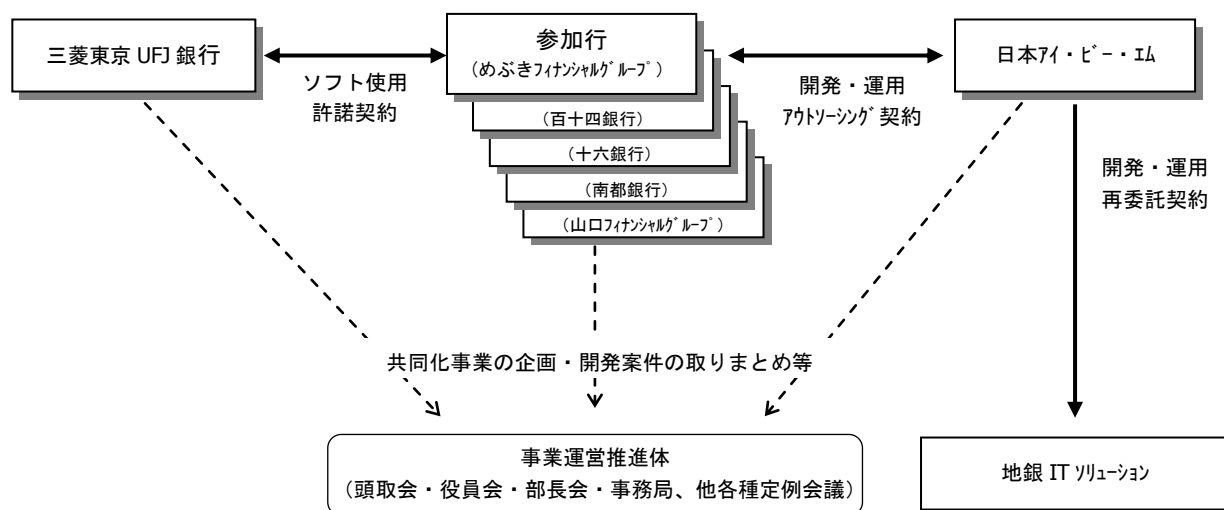 三菱東京 UFJ 銀行
ソフト使用
許諾契約
参加行
(めぶきﾌｨﾅﾝｼｬﾙｸﾞﾙｰﾌﾟ)
(百十四銀行)
(十六銀行)
(南都銀行)
(山口ﾌｨﾅﾝｼｬﾙｸﾞﾙｰﾌﾟ)
開発・運用
ｱｳﾄｿｰｼﾝｸﾞ契約
日本ｱｲ・ﾋﾞｰ・ｴﾑ
開発・運用
再委託契約
共同化事業の企画・開発案件の取りまとめ等
事業運営推進体
(頭取会・役員会・部長会・事務局、他各種定例会議)
地銀 IT ｿﾘｭｰｼｮﾝ